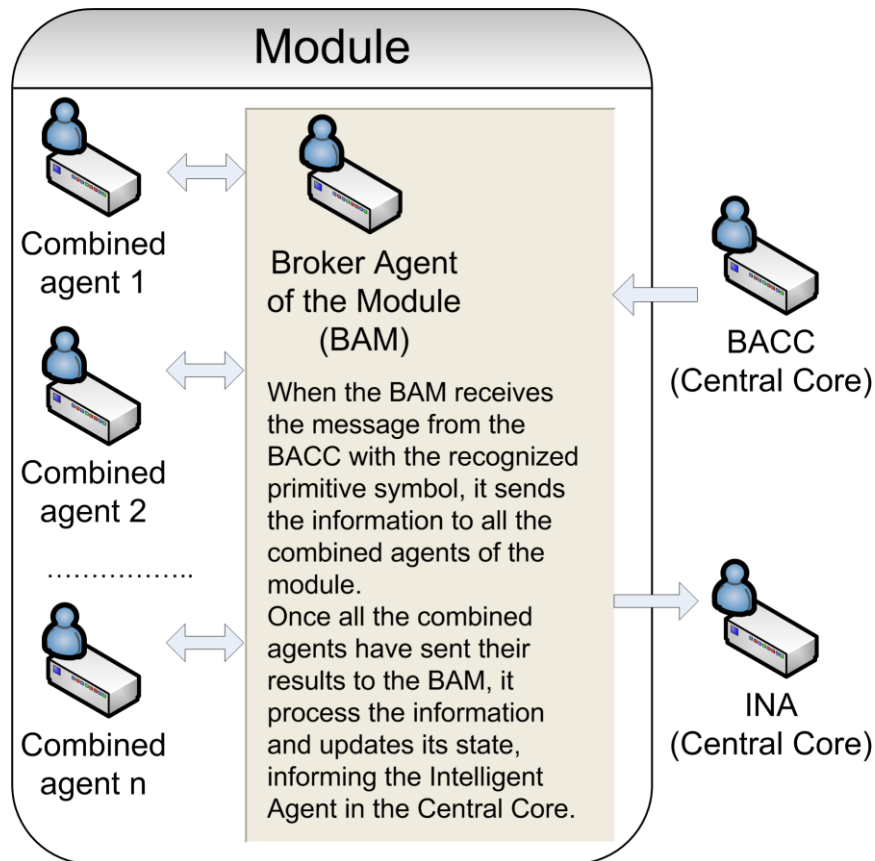 Module
Combined
agent 1
Combined
agent 2
..................
Combined
agent n
Broker Agent
of the Module
(BAM)
When the BAM receives
the message from the
BACC with the recognized
primitive symbol, it sends
the information to all the
combined agents of the
module.
Once all the combined
agents have sent their
results to the BAM, it
process the information
and updates its state,
informing the Intelligent
Agent in the Central Core.
BACC
(Central Core)
INA
(Central Core)